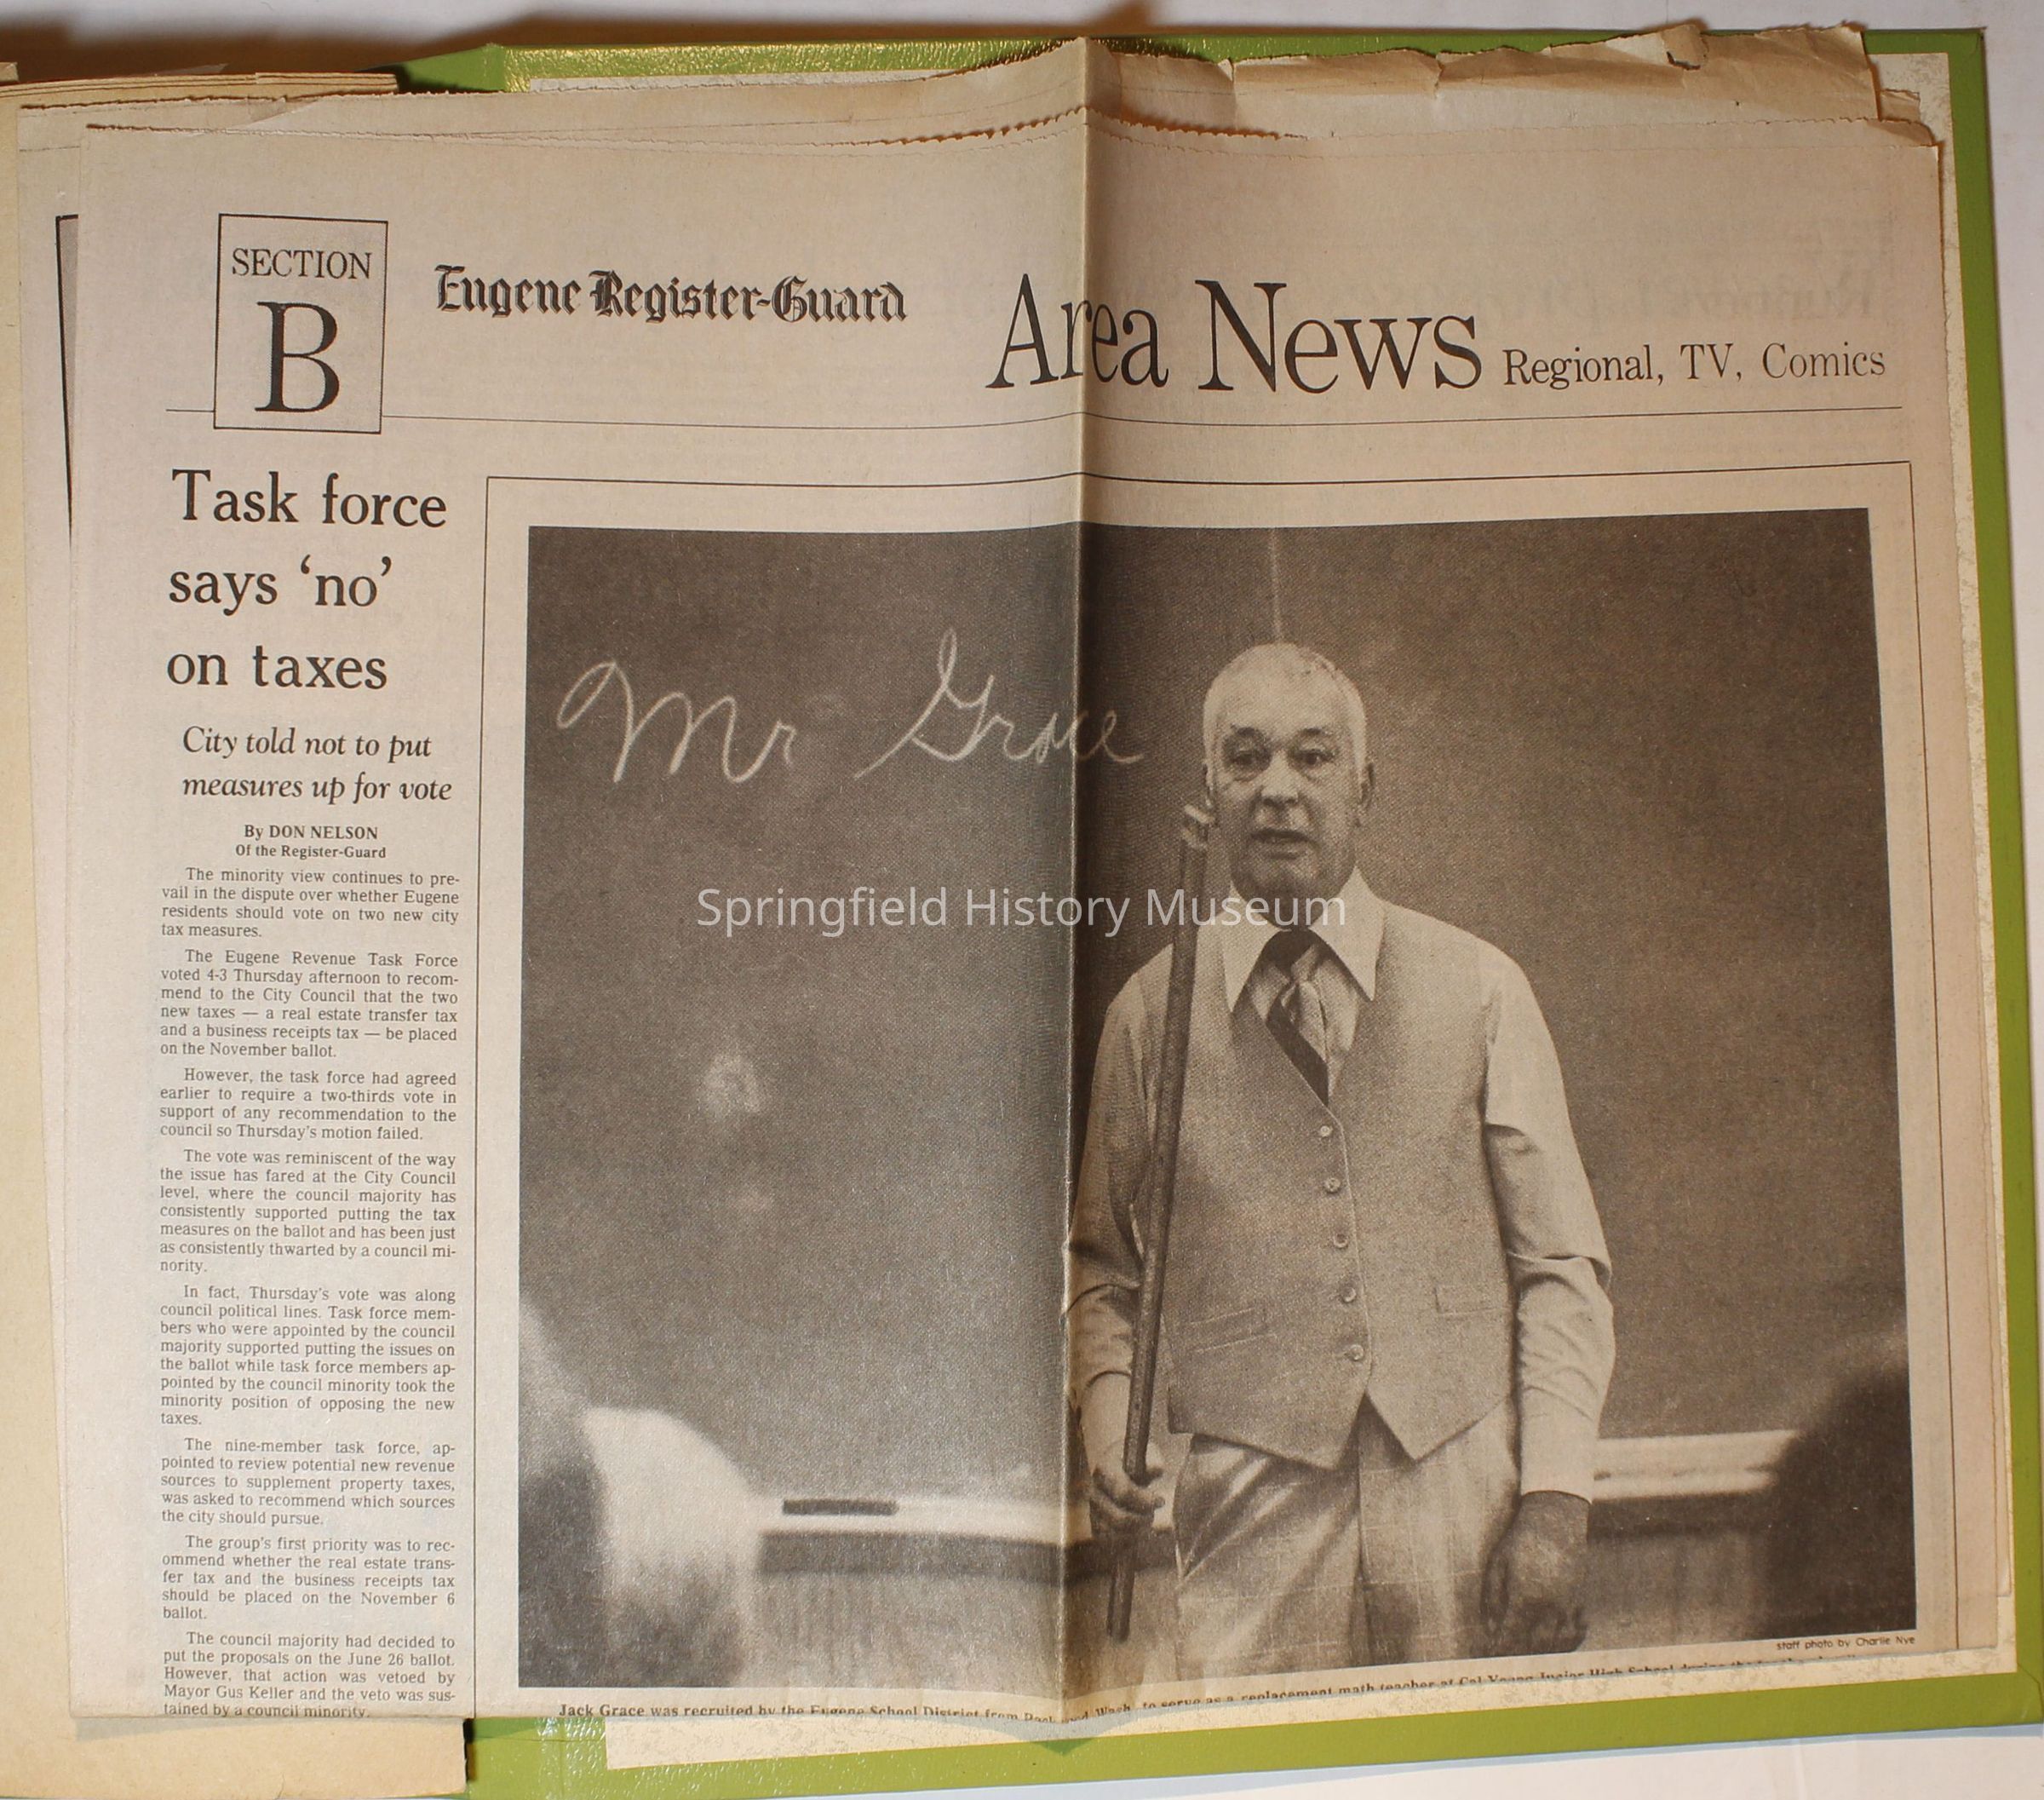 SECTION
B
Eugene Register-Guard
Area News Regional, TV, Comics
Task force
says ‘no’
on taxes
City told not to put
measures up for vote
By DON NELSON
Of the Register-Guard
The minority view continues to pre-
vail in the dispute over whether Eugene
residents should vote on two new city
tax measures.
The Eugene Revenue Task Force
voted 4-3 Thursday afternoon to recom-
mend to the City Council that the two
new taxes — a real estate transfer tax
and a business receipts tax — be placed
on the November ballot.
However, the task force had agreed
earlier to require a two-thirds vote in
support of any recommendation to the
council so Thursday's motion failed.
The vote was reminiscent of the way
the issue has fared at the City Council
level, where the council majority has
consistently supported putting the tax
measures on the ballot and has been just
as consistently thwarted by a council mi-
nority.
In fact, Thursday's vote was along
council political lines. Task force mem-
bers who were appointed by the council
majority supported putting the issues on
the ballot while task force members ap-
pointed by the council minority took the
minority position of opposing the new
taxes.
The nine-member task force, ap-
pointed to review potential new revenue
sources to supplement property taxes,
was asked to recommend which sources
the city should pursue.
The group's first priority was to rec-
ommend whether the real estate trans-
fer tax and the business receipts tax
should be placed on the November 6
ballot.
The council majority had decided to
put the proposals on the June 26 ballot.
However, that action was vetoed by
Mayor Gus Keller and the veto was sus-
tained by a council minority.
Mr Grace
Springfield History Museum
staff photo by Charlie Nye
Jack Grace was recruited by the Eugene School District from Wash. to serve as a replacement math teacher at Cal Young Junior High School during the